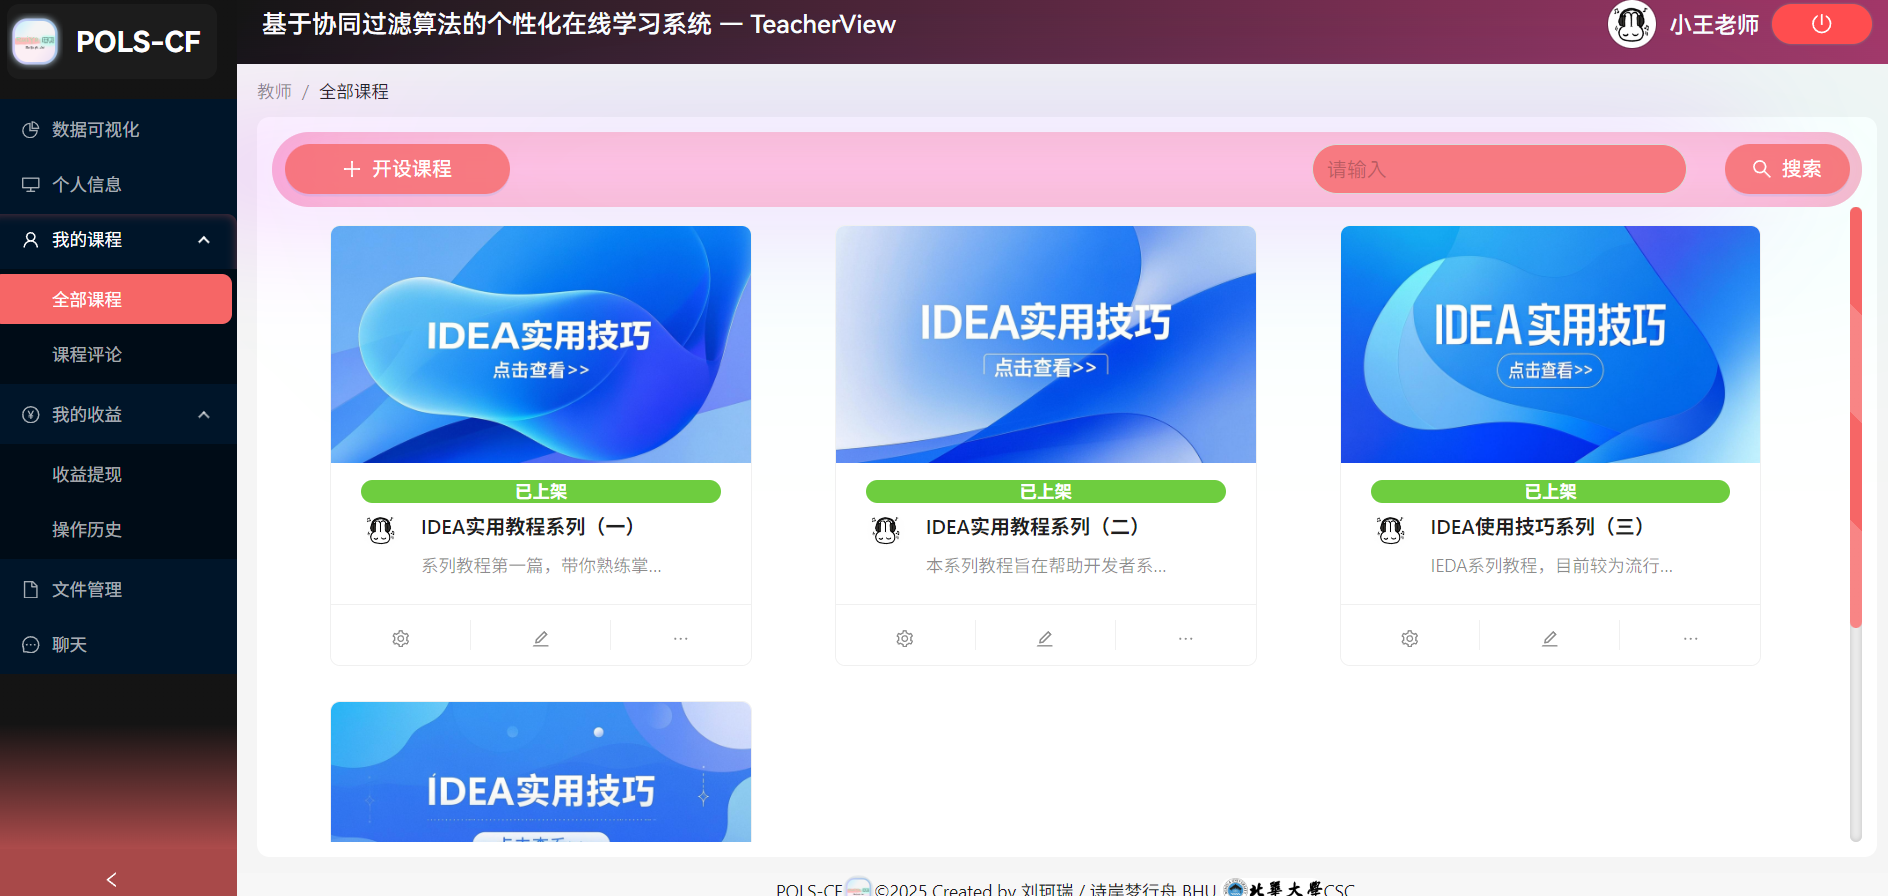 POLS-CF
基于协同过滤算法的个性化在线学习系统 — TeacherView
小王老师
数据可视化
个人信息
我的课程
全部课程
课程评论
我的收益
收益提现
操作历史
文件管理
聊天
教师 / 全部课程
开设课程
请输入
搜索
IDEA实用技巧
点击查看>>
已上架
IDEA实用教程系列（一）
系列教程第一篇，带你熟练掌...
IDEA实用技巧
点击查看>>
已上架
IDEA实用教程系列（二）
本系列教程旨在帮助开发者系...
IDEA实用技巧
点击查看>>
已上架
IDEA使用技巧系列（三）
IEDA系列教程，目前较为流行...
IDEA实用技巧
点击查看>>
POLS-CF ©2025 Created by 刘珂瑞 / 诗岸梦行舟 BHU 北华大学CSC